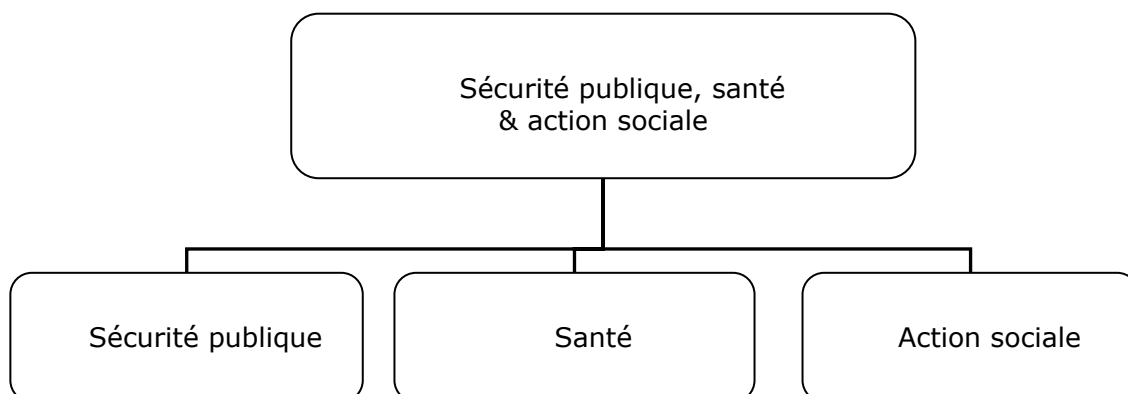 Sécurité publique, santé
& action sociale
Sécurité publique
Santé
Action sociale